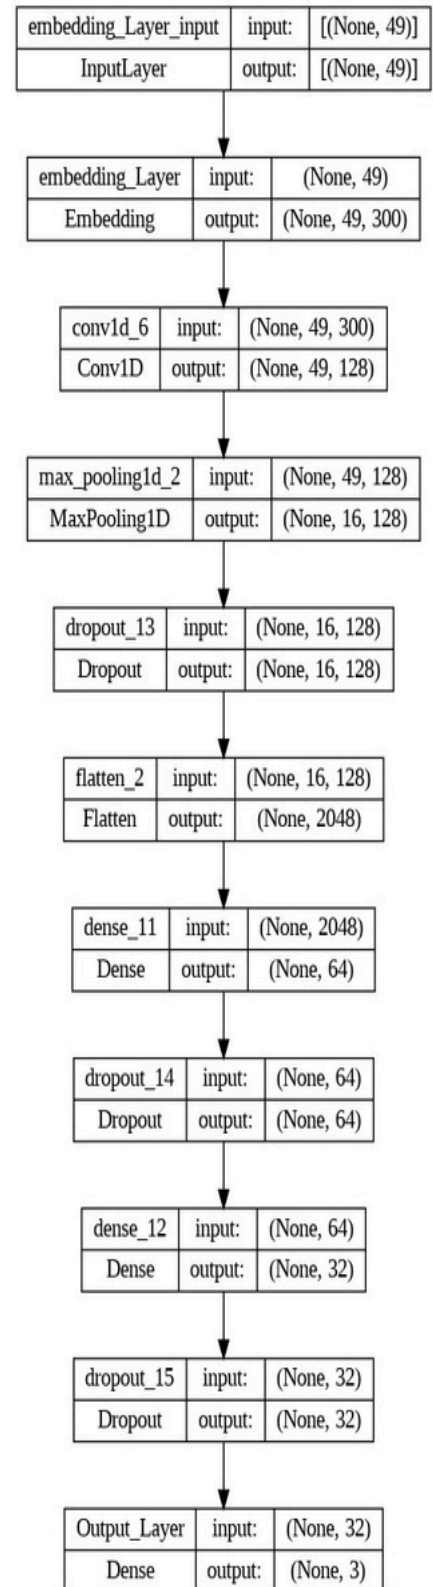 embedding_Layer_input input: [(None, 49)]
InputLayer output: [(None, 49)]
embedding_Layer input: (None, 49)
Embedding output: (None, 49, 300)
conv1d_6 input: (None, 49, 300)
Conv1D output: (None, 49, 128)
max_pooling1d_2 input: (None, 49, 128)
MaxPooling1D output: (None, 16, 128)
dropout_13 input: (None, 16, 128)
Dropout output: (None, 16, 128)
flatten_2 input: (None, 16, 128)
Flatten output: (None, 2048)
dense_11 input: (None, 2048)
Dense output: (None, 64)
dropout_14 input: (None, 64)
Dropout output: (None, 64)
dense_12 input: (None, 64)
Dense output: (None, 32)
dropout_15 input: (None, 32)
Dropout output: (None, 32)
Output_Layer input: (None, 32)
Dense output: (None, 3)